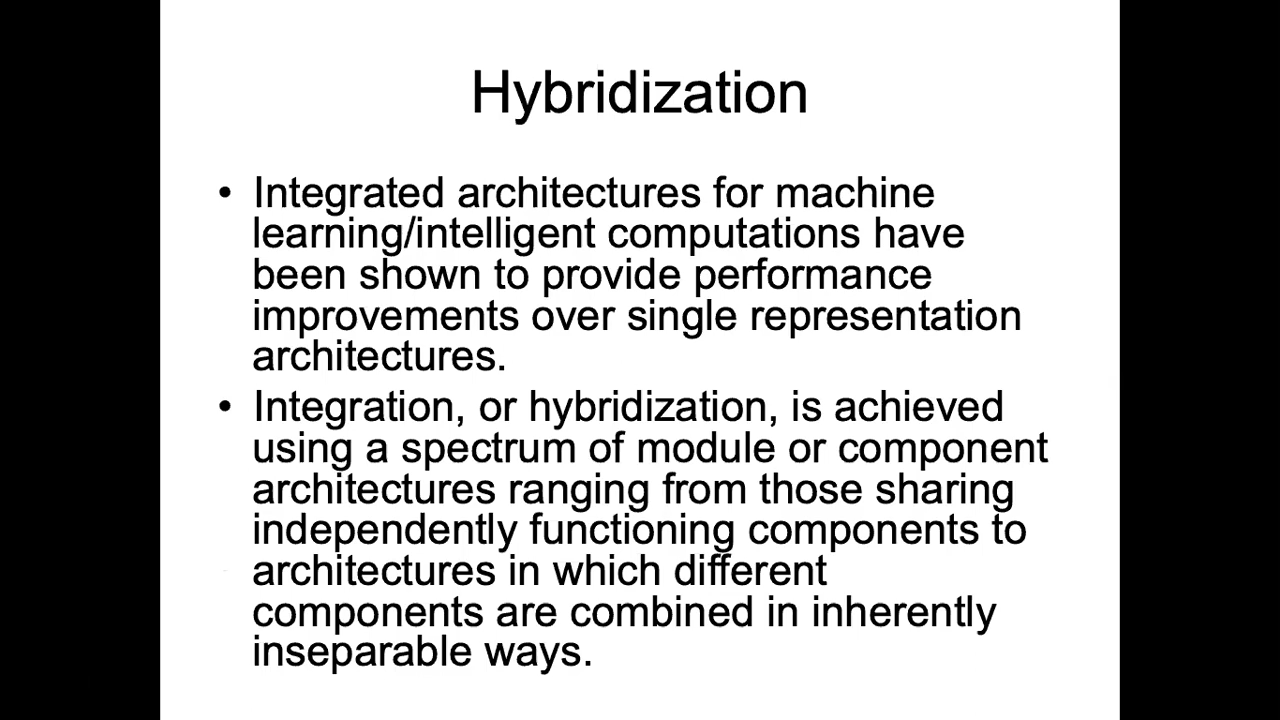 Hybridization
• Integrated architectures for machine
learning/intelligent computations have
been shown to provide performance
improvements over single representation
architectures.
• Integration, or hybridization, is achieved
using a spectrum of module or component
architectures ranging from those sharing
independently functioning components to
architectures in which different
components are combined in inherently
inseparable ways.